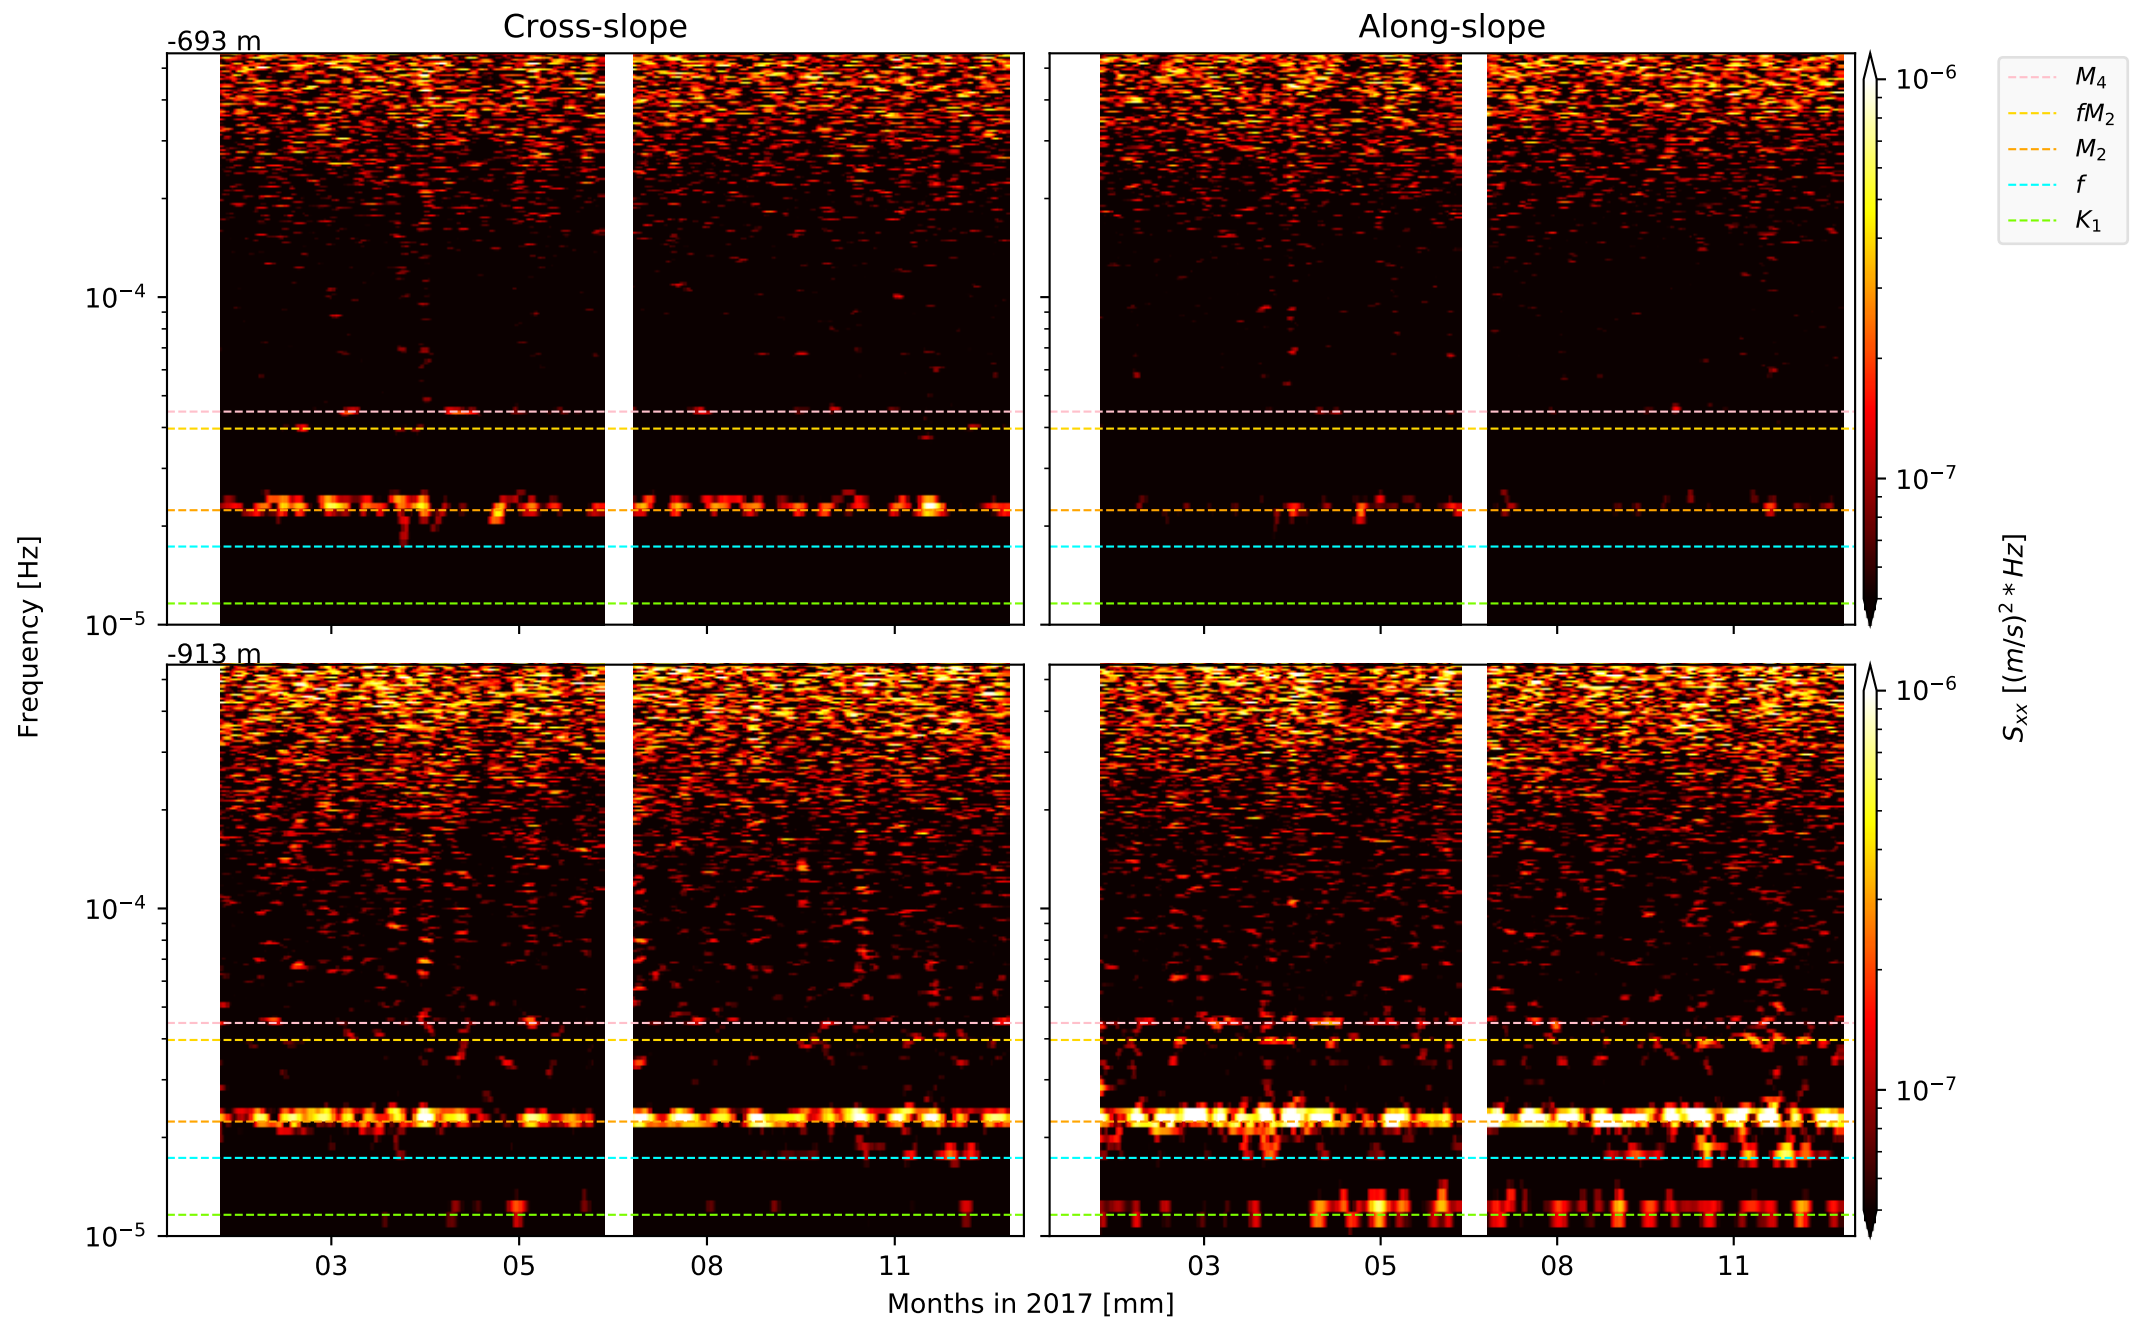 Cross-slope
Along-slope
-693 m
10⁻⁴
10⁻⁵
10⁻⁶
10⁻⁷
M₄
fM₂
M₂
f
K₁
Frequency [Hz]
Sₓₓ [(m/s)² * Hz]
-913 m
10⁻⁴
10⁻⁵
10⁻⁶
10⁻⁷
03 05 08 11
03 05 08 11
Months in 2017 [mm]